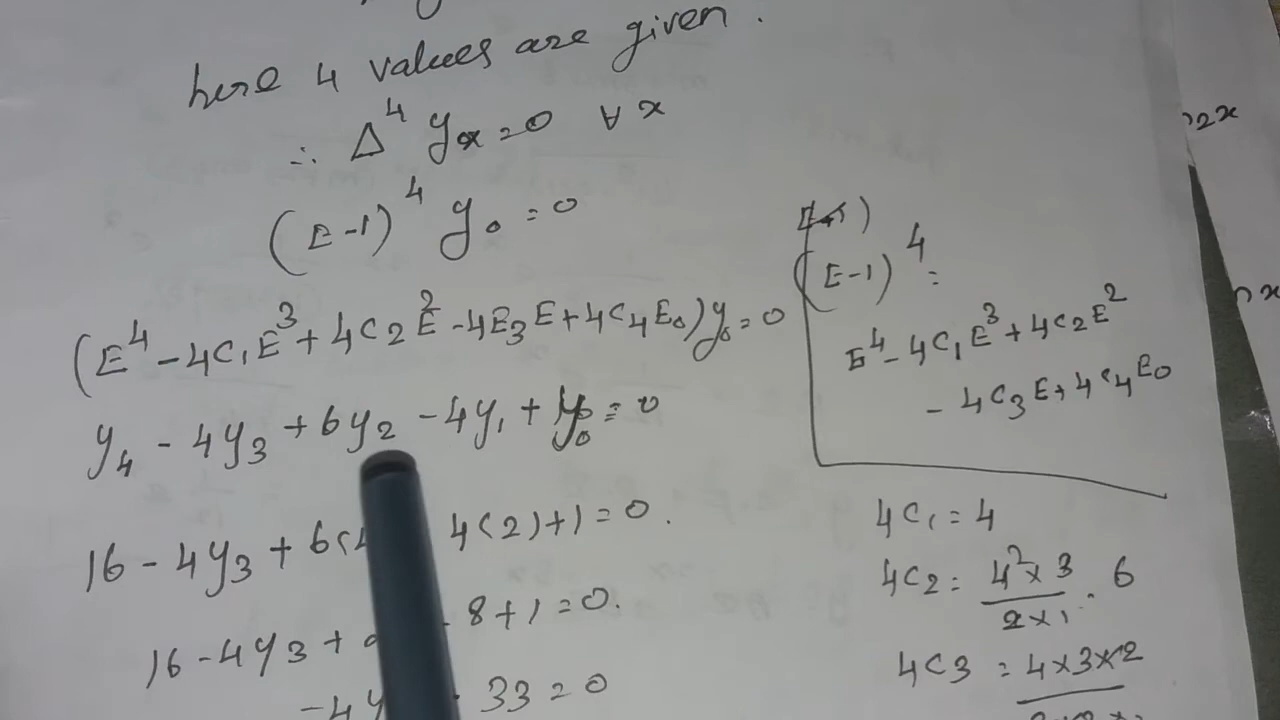 here 4 values are given.
∴ Δ⁴ yₓ = 0 ∀ x
(E-1)⁴ y₀ = 0
(E⁴ - 4C₁E³ + 4C₂E² - 4E₃E + 4C₄E₀)y₀ = 0
y₄ - 4y₃ + 6y₂ - 4y₁ + y₀ = 0
16 - 4y₃ + 6( 4(2)+1 = 0.
16 - 4y₃ + 8+1 = 0.
-4y 33 = 0
(E-1)⁴ =
E⁴ - 4C₁E³ + 4C₂E²
- 4C₃E + 4C₄E₀
4C₁ = 4
4C₂ = 4² × 3 / 2×1 . 6
4C₃ = 4×3×2
2x
x